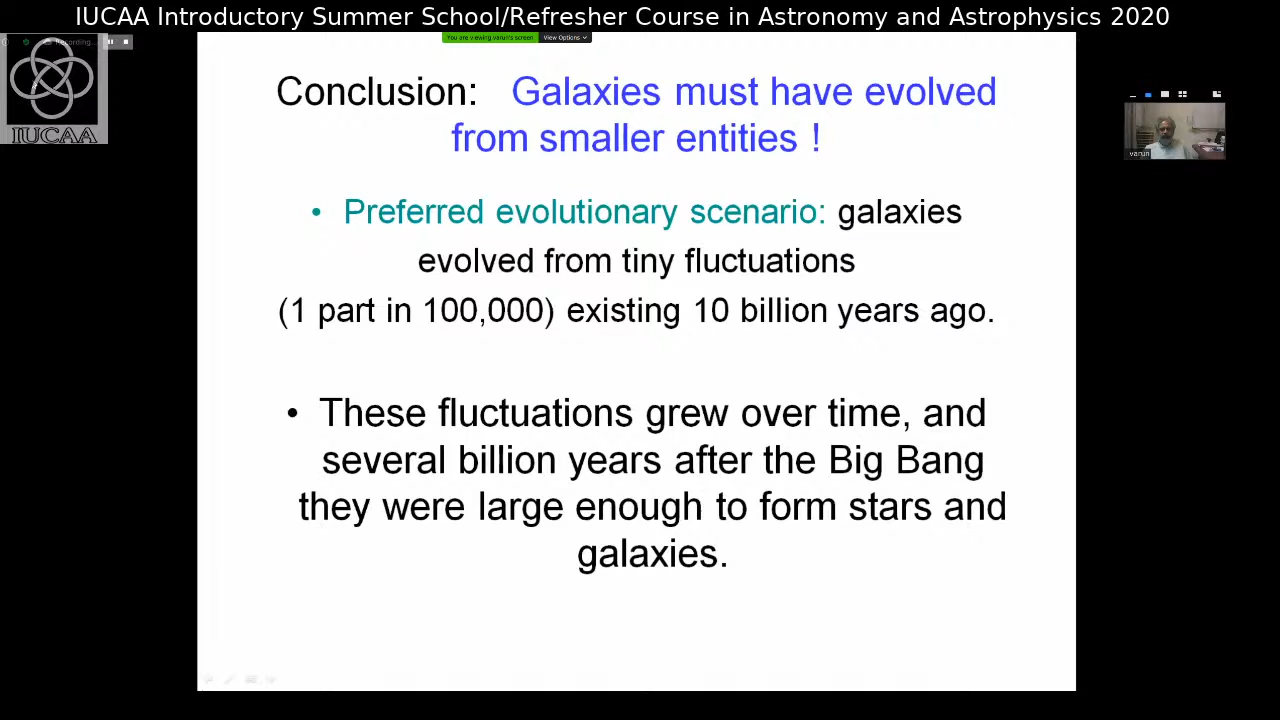 IUCAA Introductory Summer School/Refresher Course in Astronomy and Astrophysics 2020
Recording...
You are viewing varun's screen
View Options
IUCAA
varun
Conclusion: Galaxies must have evolved
from smaller entities !
• Preferred evolutionary scenario: galaxies
evolved from tiny fluctuations
(1 part in 100,000) existing 10 billion years ago.
• These fluctuations grew over time, and
several billion years after the Big Bang
they were large enough to form stars and
galaxies.